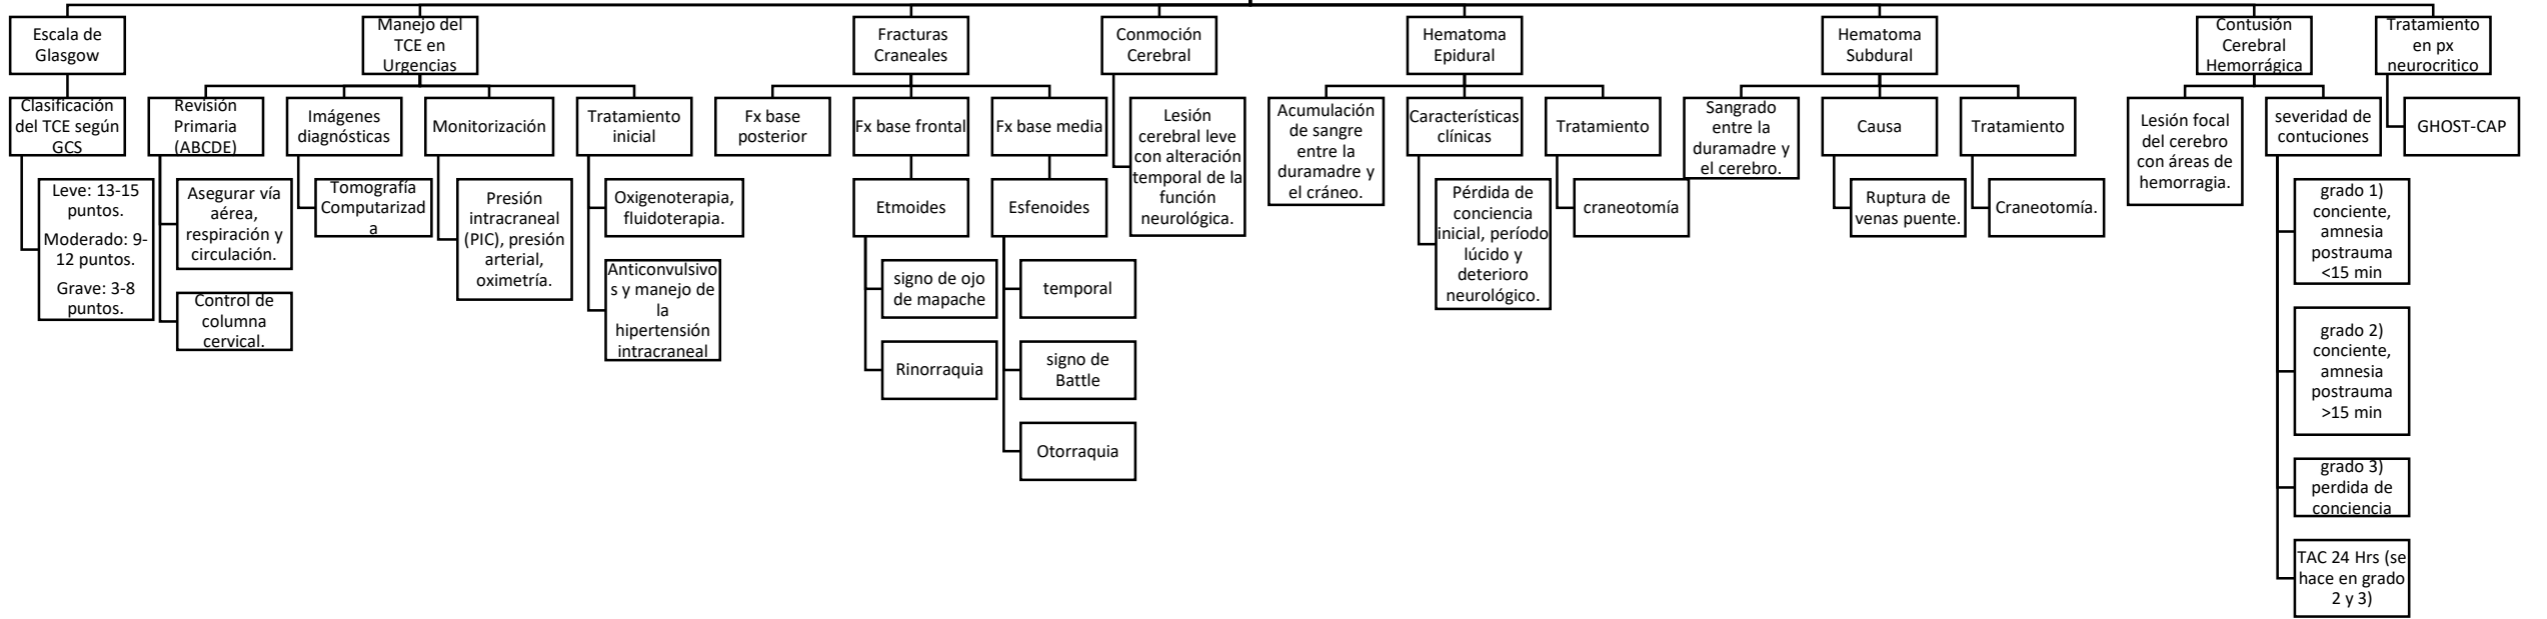 Escala de
Glasgow
Clasificación
del TCE según
GCS
Leve: 13-15
puntos.
Moderado: 9-
12 puntos.
Grave: 3-8
puntos.
Manejo del
TCE en
Urgencias
Revisión
Primaria
(ABCDE)
Asegurar vía
aérea,
respiración y
circulación.
Control de
columna
cervical.
Imágenes
diagnósticas
Tomografía
Computarizad
a
Monitorización
Presión
intracraneal
(PIC), presión
arterial,
oximetría.
Tratamiento
inicial
Oxigenoterapia,
fluidoterapia.
Anticonvulsivo
s y manejo de
la
hipertensión
intracraneal
Fracturas
Craneales
Fx base
posterior
Fx base frontal
Etmoides
signo de ojo
de mapache
Rinorraquia
Fx base media
Esfenoides
temporal
signo de
Battle
Otorraquia
Conmoción
Cerebral
Lesión
cerebral leve
con alteración
temporal de la
función
neurológica.
Hematoma
Epidural
Acumulación
de sangre
entre la
duramadre y
el cráneo.
Características
clínicas
Pérdida de
conciencia
inicial, período
lúcido y
deterioro
neurológico.
Tratamiento
craneotomía
Hematoma
Subdural
Sangrado
entre la
duramadre y
el cerebro.
Causa
Ruptura de
venas puente.
Tratamiento
Craneotomía.
Contusión
Cerebral
Hemorrágica
Lesión focal
del cerebro
con áreas de
hemorragia.
severidad de
contuciones
grado 1)
conciente,
amnesia
postrauma
<15 min
grado 2)
conciente,
amnesia
postrauma
>15 min
grado 3)
perdida de
conciencia
TAC 24 Hrs (se
hace en grado
2 y 3)
Tratamiento
en px
neurocritico
GHOST-CAP